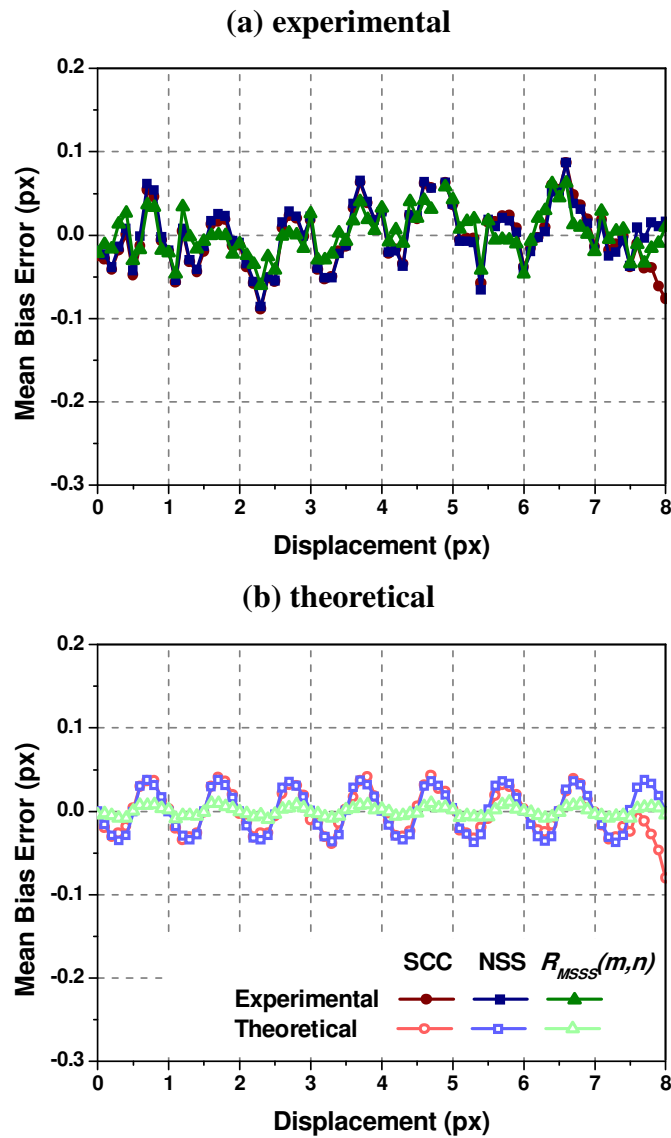 (a) experimental
0.2
0.1
0.0
-0.1
-0.2
-0.3
Mean Bias Error (px)
0 1 2 3 4 5 6 7 8
Displacement (px)
(b) theoretical
0.2
0.1
0.0
-0.1
-0.2
-0.3
Mean Bias Error (px)
SCC NSS R_MSSS(m,n)
Experimental
Theoretical
0 1 2 3 4 5 6 7 8
Displacement (px)